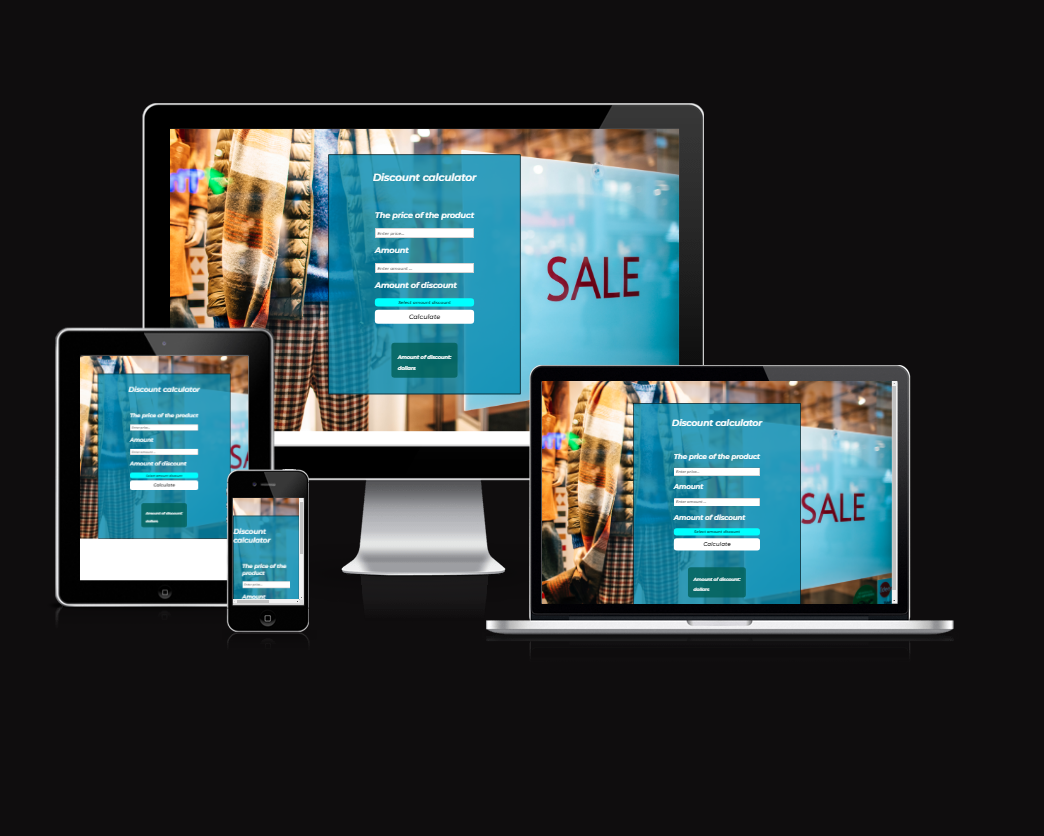 Discount calculator
The price of the product
Enter price...
Amount
Enter amount ...
Amount of discount
Select amount discount
Calculate
Amount of discount:
dollars
SALE
Discount calculator
The price of the product
Enter price...
Amount
Enter amount ...
Amount of discount
Select amount discount
Calculate
Amount of discount:
dollars
SA
Discount
calculator
The price of the
product
Enter price...
Amount
Discount calculator
The price of the product
Enter price...
Amount
Enter amount ...
Amount of discount
Select amount discount
Calculate
Amount of discount:
dollars
SALE